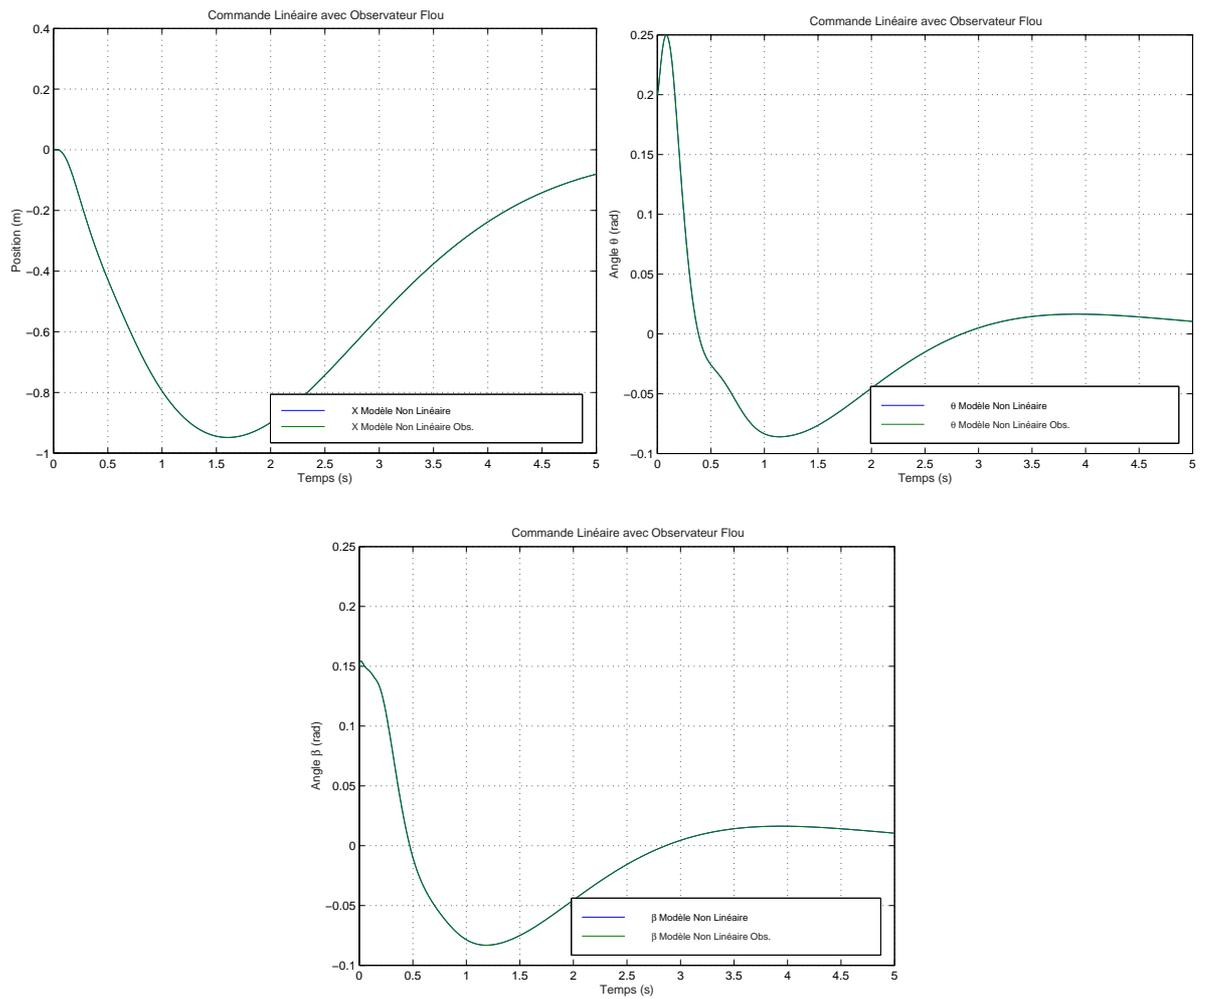 Commande Linéaire avec Observateur Flou
0.4
0.2
0
−0.2
−0.4
−0.6
−0.8
−1
Position (m)
0 0.5 1 1.5 2 2.5 3 3.5 4 4.5 5
Temps (s)
X Modèle Non Linéaire
X Modèle Non Linéaire Obs.
Commande Linéaire avec Observateur Flou
0.25
0.2
0.15
0.1
0.05
0
−0.05
−0.1
Angle θ (rad)
0 0.5 1 1.5 2 2.5 3 3.5 4 4.5 5
Temps (s)
θ Modèle Non Linéaire
θ Modèle Non Linéaire Obs.
Commande Linéaire avec Observateur Flou
0.25
0.2
0.15
0.1
0.05
0
−0.05
−0.1
Angle β (rad)
0 0.5 1 1.5 2 2.5 3 3.5 4 4.5 5
Temps (s)
β Modèle Non Linéaire
β Modèle Non Linéaire Obs.